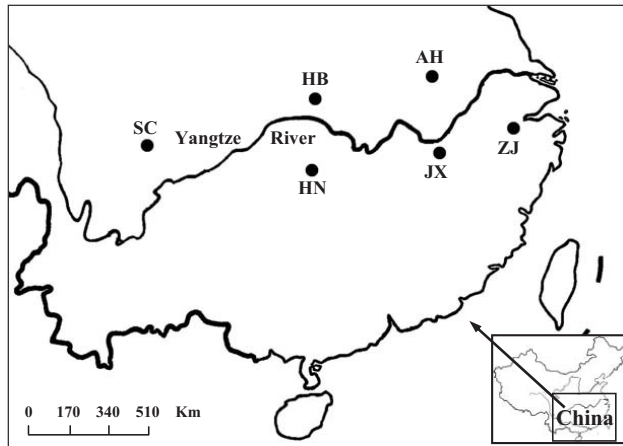 AH
HB
SC
Yangtze River
ZJ
JX
HN
China
0 170 340 510 Km